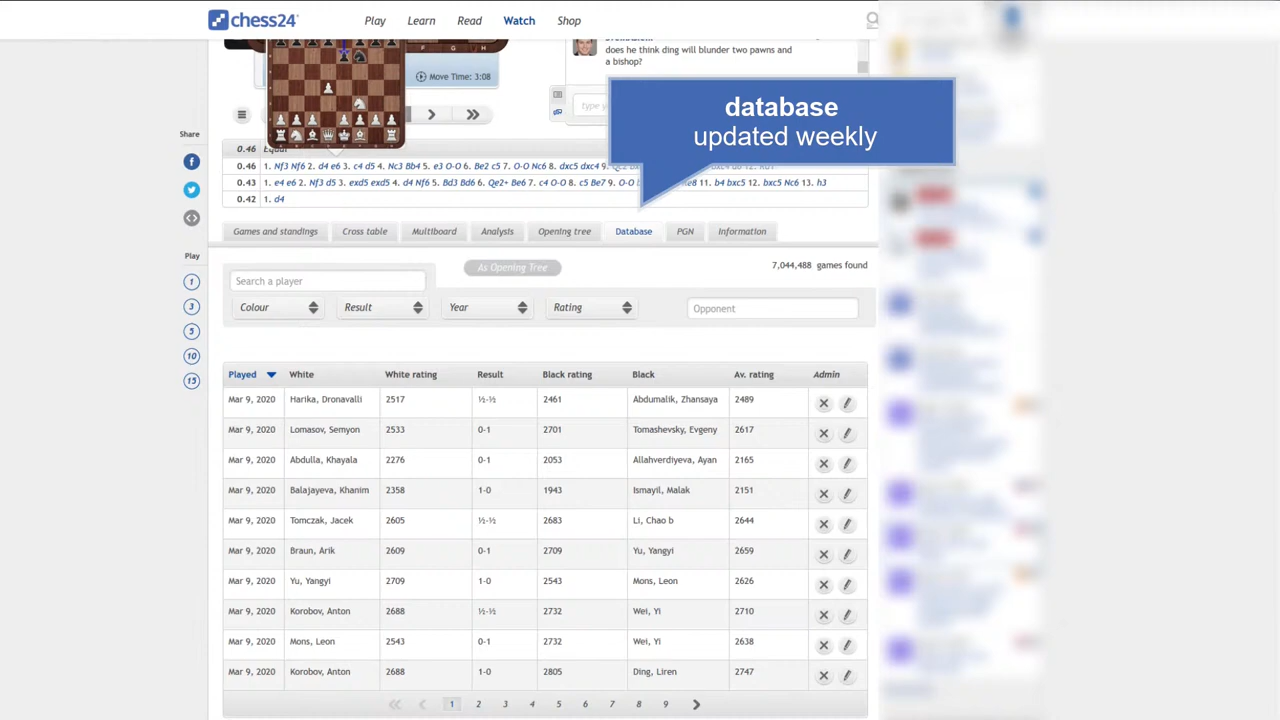 chess24
Play Learn Read Watch Shop
does he think ding will blunder two pawns and
a bishop?
F G H
Move Time: 3:08
database
updated weekly
Share
0.46 Equal
0.46 1. Nf3 Nf6 2. d4 e6 3. c4 d5 4. Nc3 Bb4 5. e3 O-O 6. Be2 c5 7. O-O Nc6 8. dxc5 dxc4 9.
0.43 1. e4 e6 2. Nf3 d5 3. exd5 exd5 4. d4 Nf6 5. Bd3 Bd6 6. Qe2+ Be6 7. c4 O-O 8. c5 Be7 9. O-O 11. b4 bxc5 12. bxc5 Nc6 13. h3
0.42 1. d4
Games and standings Cross table Multiboard Analysis Opening tree Database PGN Information
Play
1
3
5
10
15
As Opening Tree
7,044,488 games found
Search a player
Colour Result Year Rating Opponent
Played White White rating Result Black rating Black Av. rating Admin
Mar 9, 2020 Harika, Dronavalli 2517 ½-½ 2461 Abdumalik, Zhansaya 2489
Mar 9, 2020 Lomasov, Semyon 2533 0-1 2701 Tomashevsky, Evgeny 2617
Mar 9, 2020 Abdulla, Khayala 2276 0-1 2053 Allahverdiyeva, Ayan 2165
Mar 9, 2020 Balajayeva, Khanim 2358 1-0 1943 Ismayil, Malak 2151
Mar 9, 2020 Tomczak, Jacek 2605 ½-½ 2683 Li, Chao b 2644
Mar 9, 2020 Braun, Arik 2609 0-1 2709 Yu, Yangyi 2659
Mar 9, 2020 Yu, Yangyi 2709 1-0 2543 Mons, Leon 2626
Mar 9, 2020 Korobov, Anton 2688 ½-½ 2732 Wei, Yi 2710
Mar 9, 2020 Mons, Leon 2543 0-1 2732 Wei, Yi 2638
Mar 9, 2020 Korobov, Anton 2688 1-0 2805 Ding, Liren 2747
1 2 3 4 5 6 7 8 9